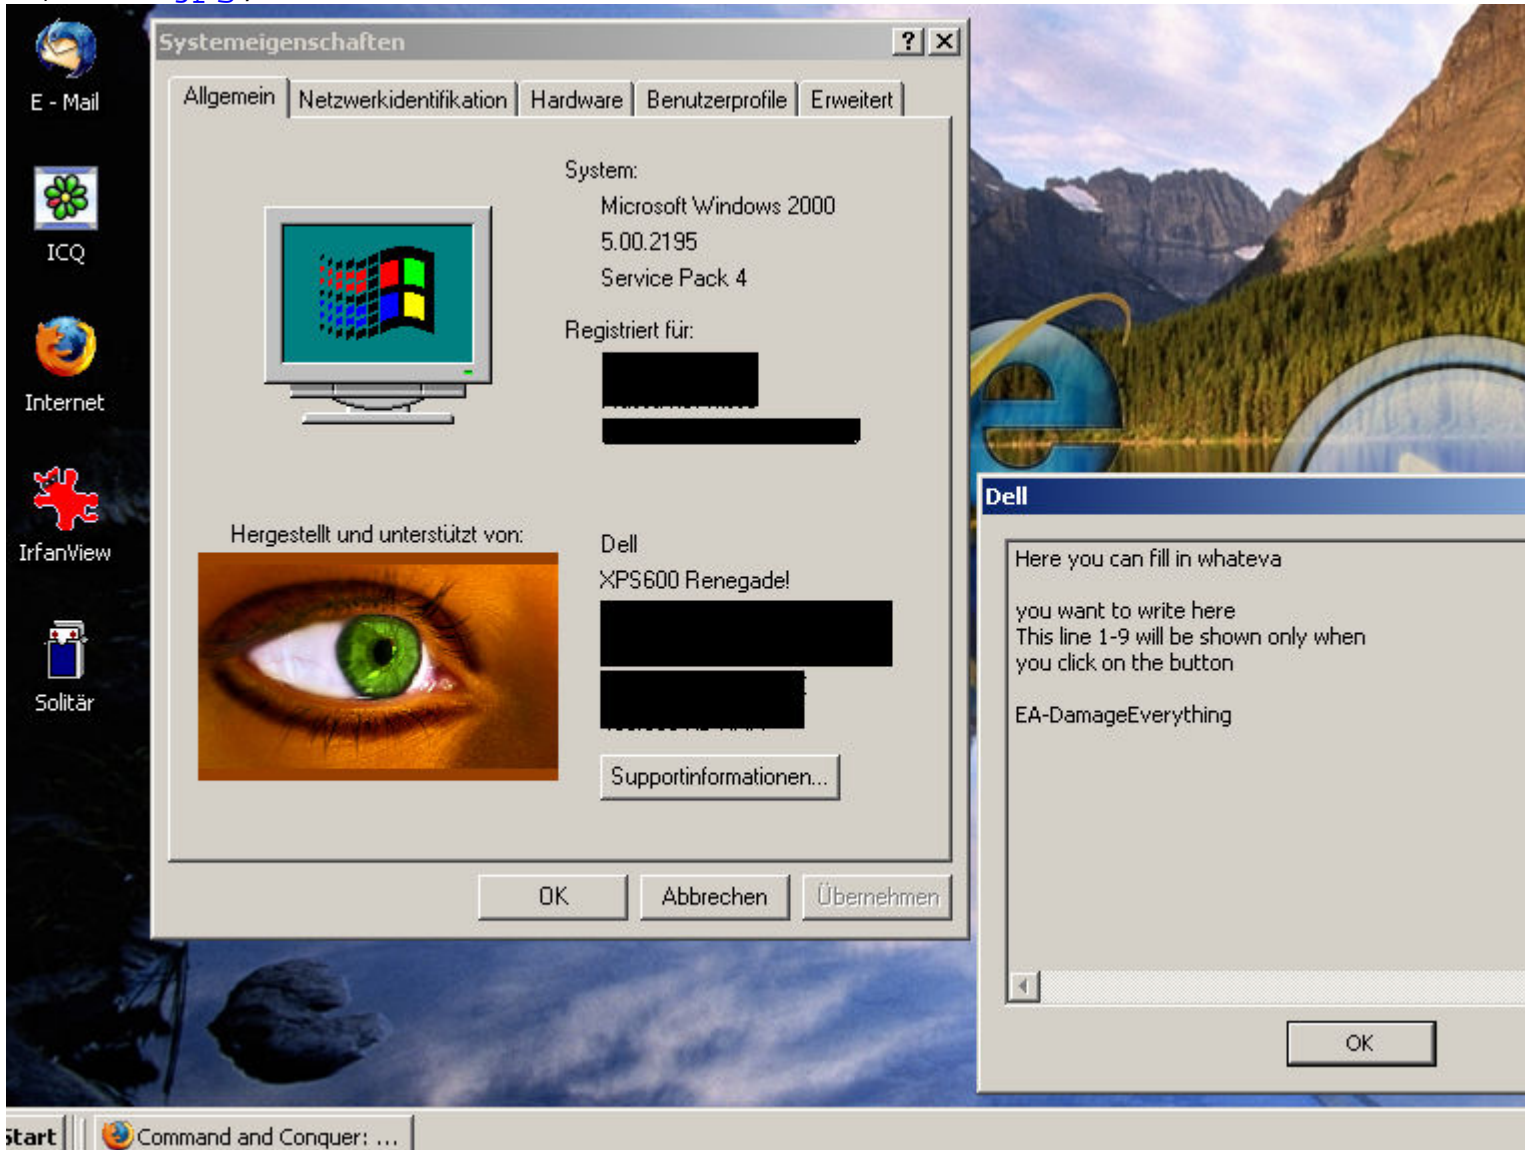 E - Mail
ICQ
Internet
IrfanView
Solitär
Systemeigenschaften
Allgemein
Netzwerkidentifikation
Hardware
Benutzerprofile
Erweitert
System:
Microsoft Windows 2000
5.00.2195
Service Pack 4
Registriert für:
Hergestellt und unterstützt von:
Dell
XPS600 Renegade!
Supportinformationen...
OK
Abbrechen
Übernehmen
Dell
Here you can fill in whateva
you want to write here
This line 1-9 will be shown only when
you click on the button
EA-DamageEverything
OK
Start
Command and Conquer: ...